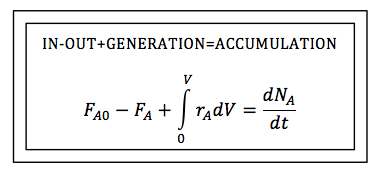 IN-OUT+GENERATION=ACCUMULATION
F_{A0} − F_A + ∫_0^V r_A dV = dN_A/dt